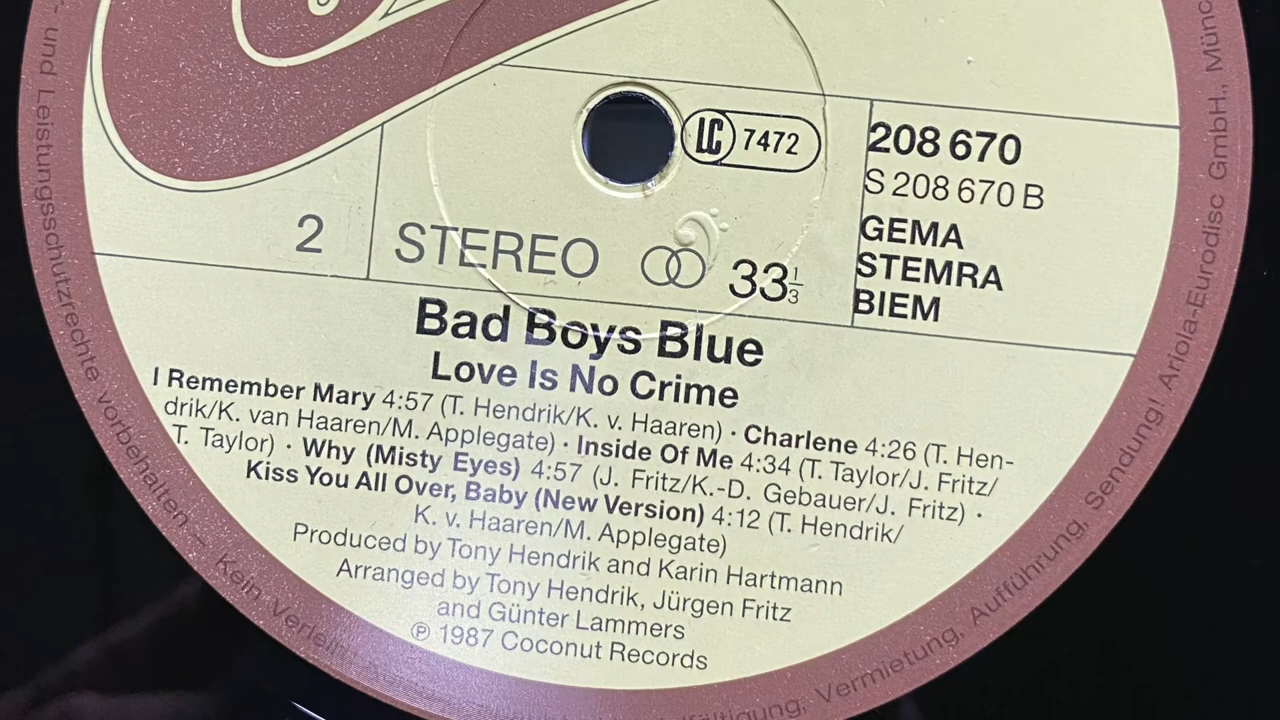 LC 7472
208 670
S 208 670 B
GEMA
STEMRA
BIEM
2
STEREO
33 1/3
Bad Boys Blue
Love Is No Crime
I Remember Mary 4:57 (T. Hendrik/K. v. Haaren) · Charlene 4:26 (T. Hen-
drik/K. van Haaren/M. Applegate) · Inside Of Me 4:34 (T. Taylor/J. Fritz/
T. Taylor) · Why (Misty Eyes) 4:57 (J. Fritz/K.-D. Gebauer/J. Fritz) ·
Kiss You All Over, Baby (New Version) 4:12 (T. Hendrik/
K. v. Haaren/M. Applegate)
Produced by Tony Hendrik and Karin Hartmann
Arranged by Tony Hendrik, Jürgen Fritz
and Günter Lammers
℗ 1987 Coconut Records
und Leistungsschutzrechte vorbehalten – Kein
Vermietung, Aufführung, Sendung! Ariola-Eurodisc GmbH.,